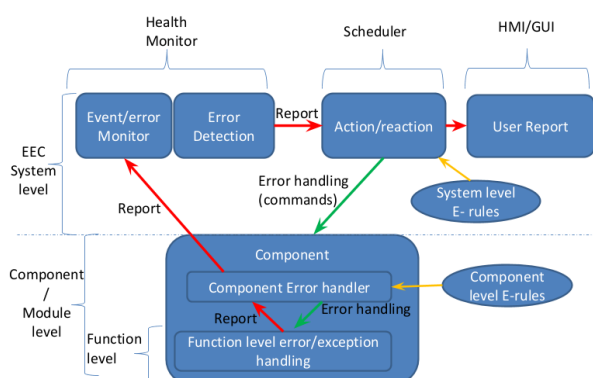 Health
Monitor
Scheduler
HMI/GUI
Event/error
Monitor
Error
Detection
Report
Action/reaction
User Report
EEC
System
level
Error handling
(commands)
System level
E- rules
Report
Component
Component
/
Module
level
Component Error handler
Component
level E-rules
Report
Error handling
Function
level
Function level error/exception
handling